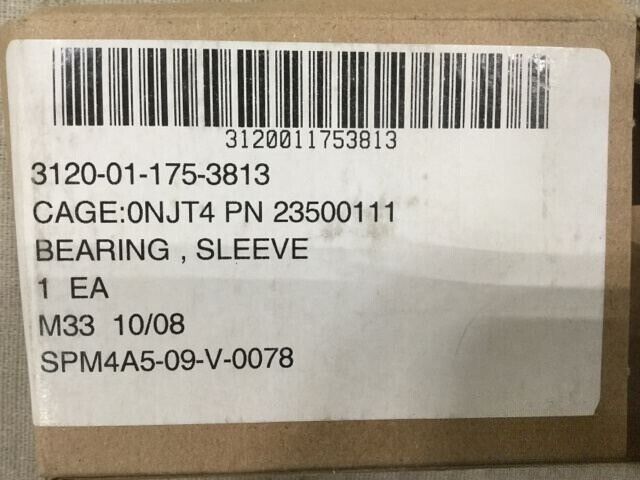 3120011753813
3120-01-175-3813
CAGE:0NJT4 PN 23500111
BEARING , SLEEVE
1 EA
M33 10/08
SPM4A5-09-V-0078